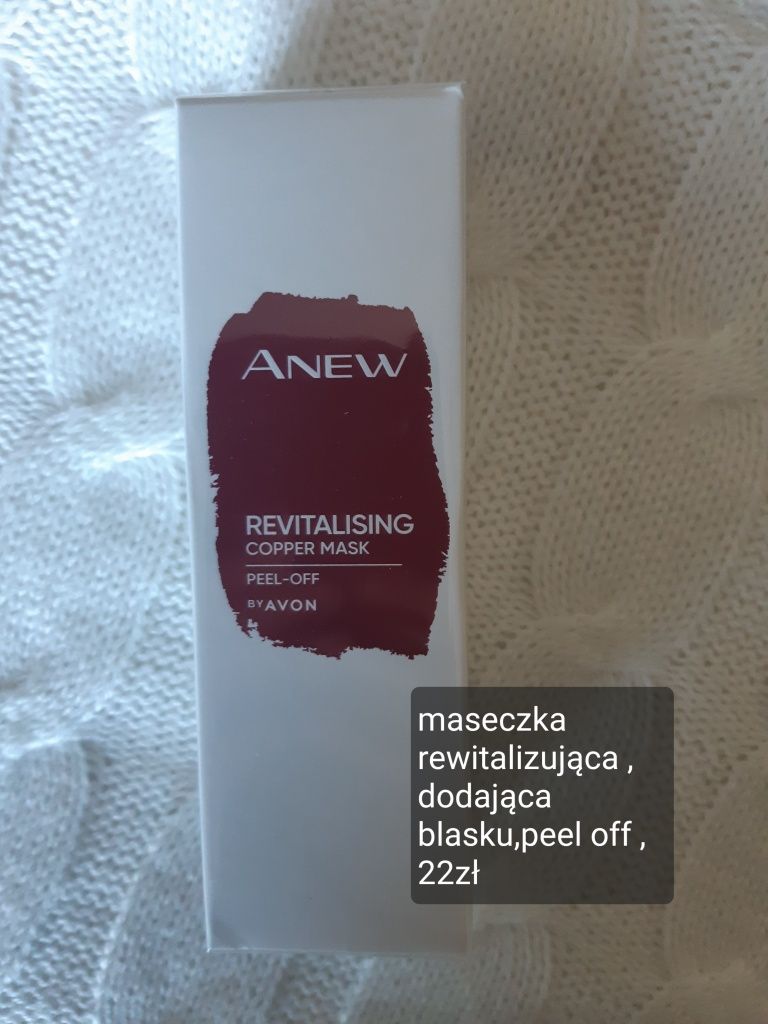 ANEW
REVITALISING
COPPER MASK
PEEL-OFF
BY AVON
maseczka
rewitalizująca ,
dodająca
blasku,peel off ,
22zł